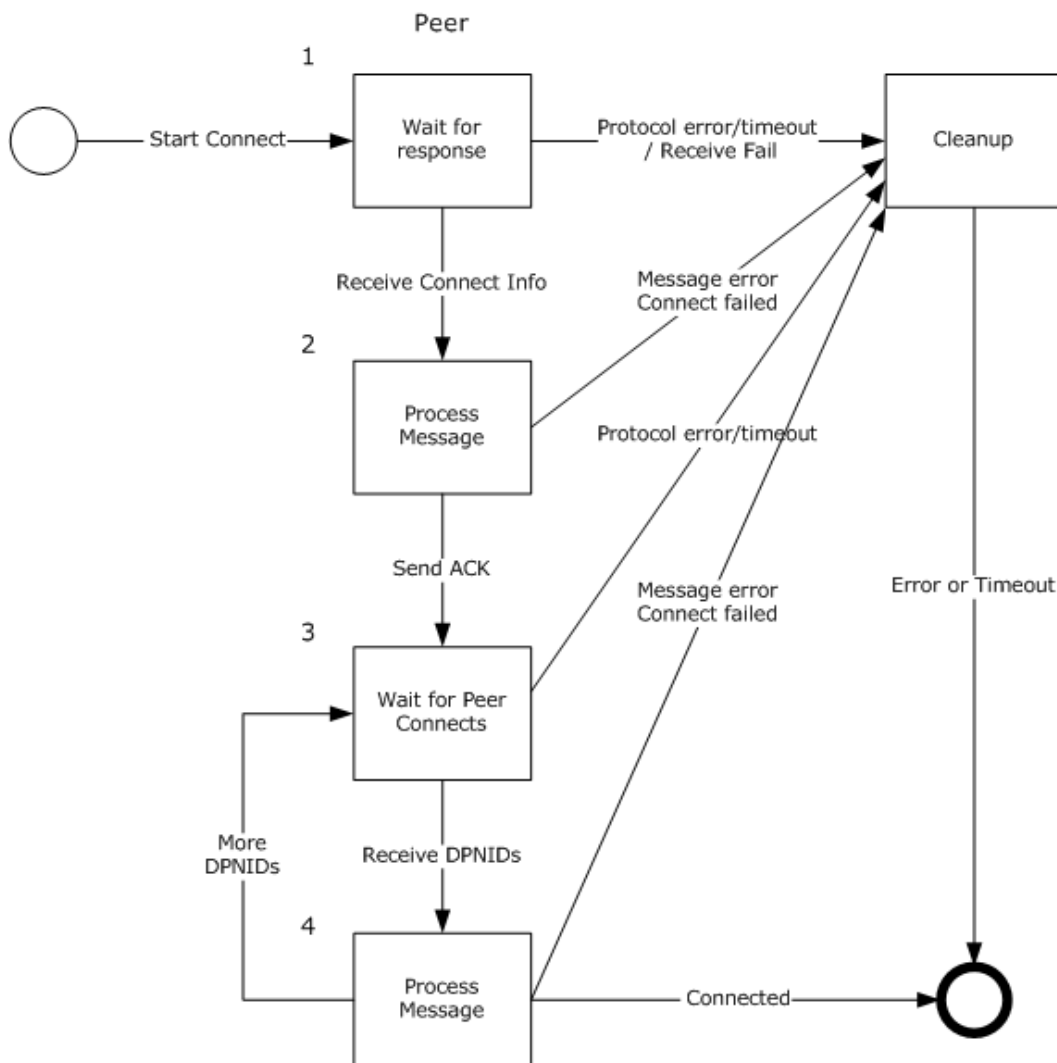 Peer
1
Wait for
response
Start Connect
Protocol error/timeout
/ Receive Fail
Cleanup
Receive Connect Info
Message error
Connect failed
2
Process
Message
Protocol error/timeout
Send ACK
Message error
Connect failed
Error or Timeout
3
Wait for Peer
Connects
More
DPNIDs
Receive DPNIDs
4
Process
Message
Connected